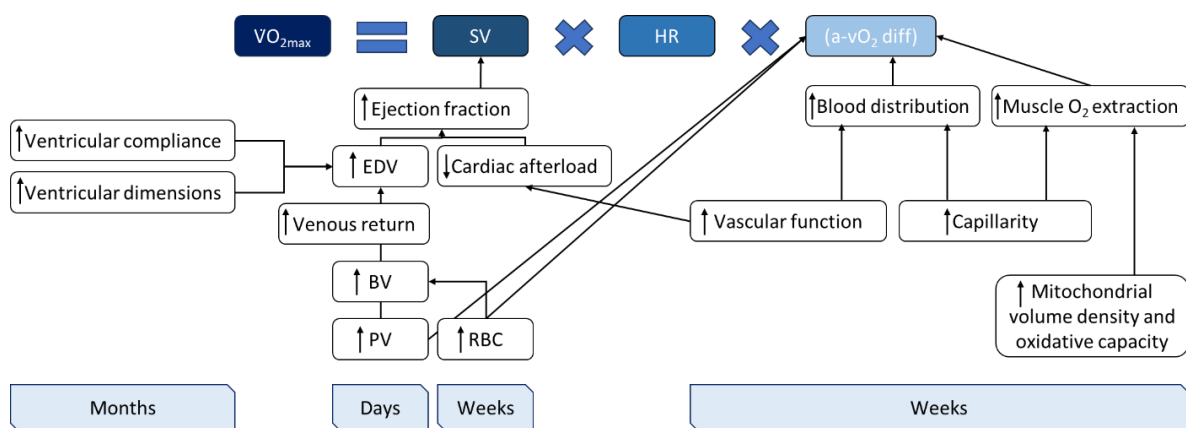 V̇O₂max = SV × HR × (a-vO₂ diff)
↑Ejection fraction
↑Blood distribution
↑Muscle O₂ extraction
↑Ventricular compliance
↑EDV
↓Cardiac afterload
↑Ventricular dimensions
↑Venous return
↑Vascular function
↑Capillarity
↑BV
↑Mitochondrial
volume density and
oxidative capacity
↑PV
↑RBC
Months
Days
Weeks
Weeks